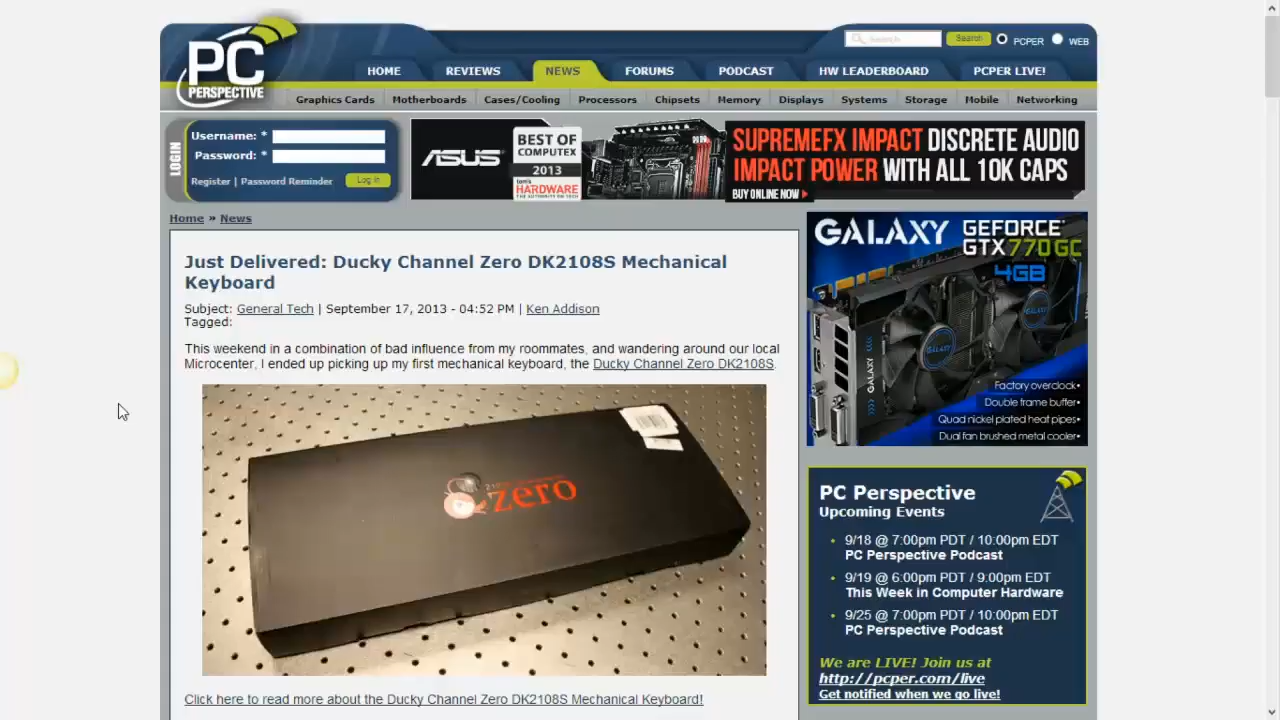 PC
PERSPECTIVE
Search
Search
PCPER
WEB
HOME
REVIEWS
NEWS
FORUMS
PODCAST
HW LEADERBOARD
PCPER LIVE!
Graphics Cards
Motherboards
Cases/Cooling
Processors
Chipsets
Memory
Displays
Systems
Storage
Mobile
Networking
LOGIN
Username: *
Password: *
Register | Password Reminder
Log in
ASUS
BEST OF
COMPUTEX
2013
tom's
HARDWARE
THE AUTHORITY ON TECH
SUPREMEFX IMPACT DISCRETE AUDIO
IMPACT POWER WITH ALL 10K CAPS
BUY ONLINE NOW
Home » News
Just Delivered: Ducky Channel Zero DK2108S Mechanical
Keyboard
Subject: General Tech | September 17, 2013 - 04:52 PM | Ken Addison
Tagged:
This weekend in a combination of bad influence from my roommates, and wandering around our local
Microcenter, I ended up picking up my first mechanical keyboard, the Ducky Channel Zero DK2108S.
zero
Click here to read more about the Ducky Channel Zero DK2108S Mechanical Keyboard!
GALAXY
GEFORCE
GTX770GC
4GB
GALAXY
Factory overclock•
Double frame buffer•
Quad nickel plated heat pipes•
Dual fan brushed metal cooler•
PC Perspective
Upcoming Events
• 9/18 @ 7:00pm PDT / 10:00pm EDT
PC Perspective Podcast
• 9/19 @ 6:00pm PDT / 9:00pm EDT
This Week in Computer Hardware
• 9/25 @ 7:00pm PDT / 10:00pm EDT
PC Perspective Podcast
We are LIVE! Join us at
http://pcper.com/live
Get notified when we go live!